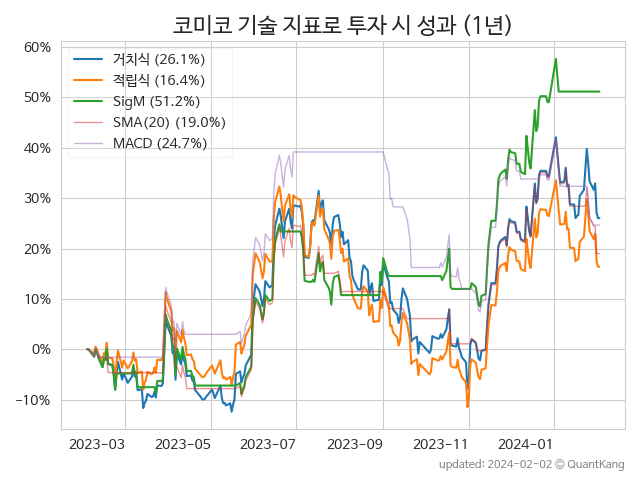 코미코 기술 지표로 투자 시 성과 (1년)
60%
50%
40%
30%
20%
10%
0%
−10%
거치식 (26.1%)
적립식 (16.4%)
SigM (51.2%)
SMA(20) (19.0%)
MACD (24.7%)
2023-03
2023-05
2023-07
2023-09
2023-11
2024-01
updated: 2024-02-02 © QuantKang